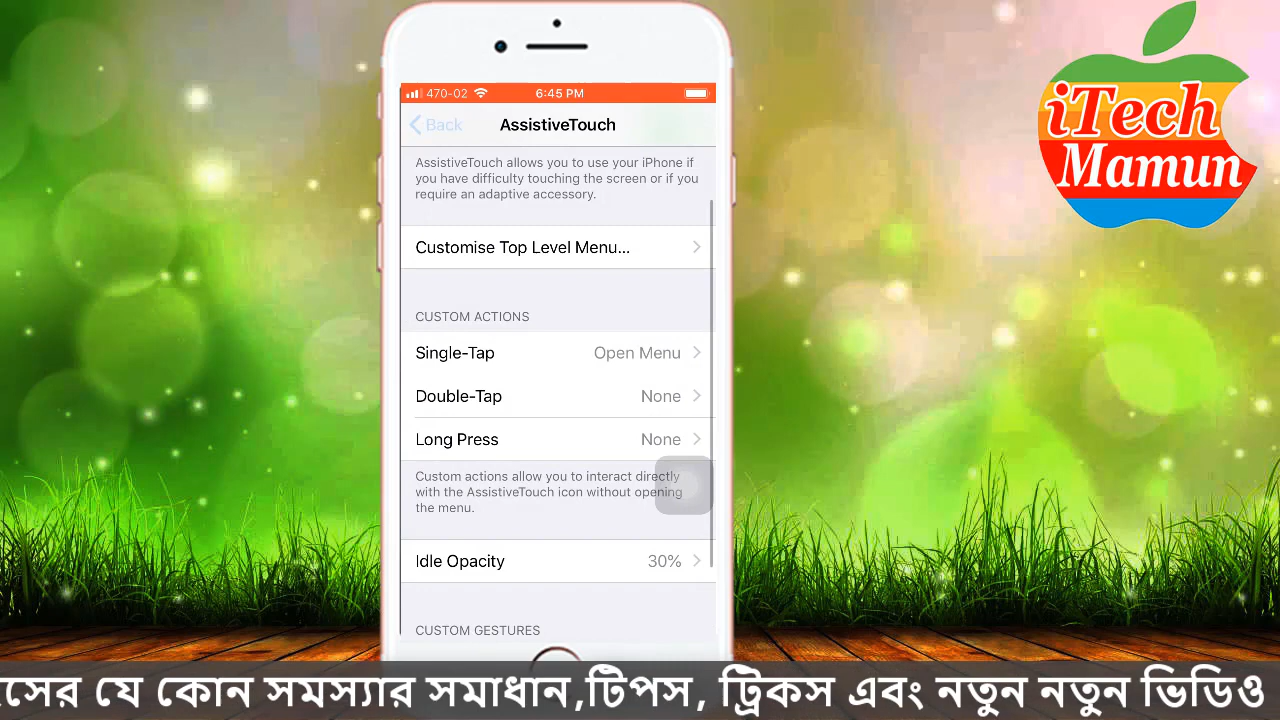 470-02 6:45 PM
Back AssistiveTouch
AssistiveTouch allows you to use your iPhone if
you have difficulty touching the screen or if you
require an adaptive accessory.
Customise Top Level Menu...
CUSTOM ACTIONS
Single-Tap Open Menu
Double-Tap None
Long Press None
Custom actions allow you to interact directly
with the AssistiveTouch icon without opening
the menu.
Idle Opacity 30%
CUSTOM GESTURES
iTech
Mamun
যে কোন সমস্যার সমাধান,টিপস, ট্রিকস এবং নতুন নতুন ভিডিও